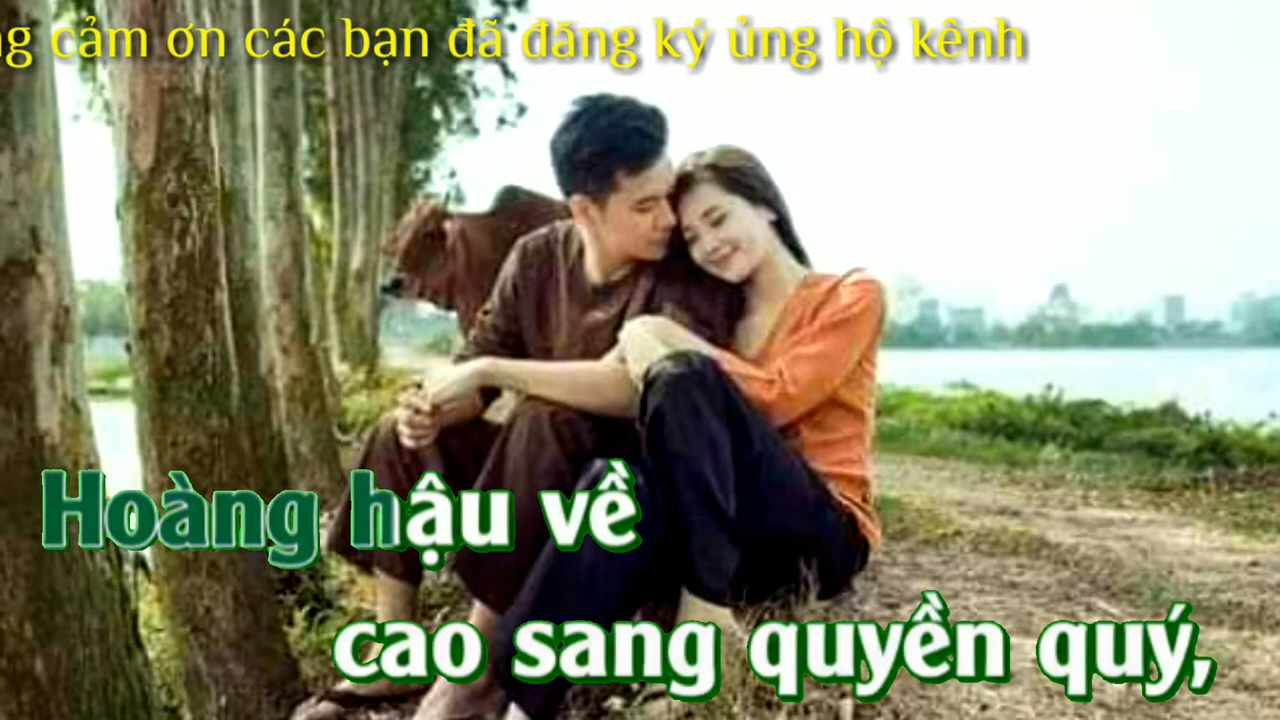 cảm ơn các bạn đã đăng ký ủng hộ kênh
Hoàng hậu về
cao sang quyền quý,